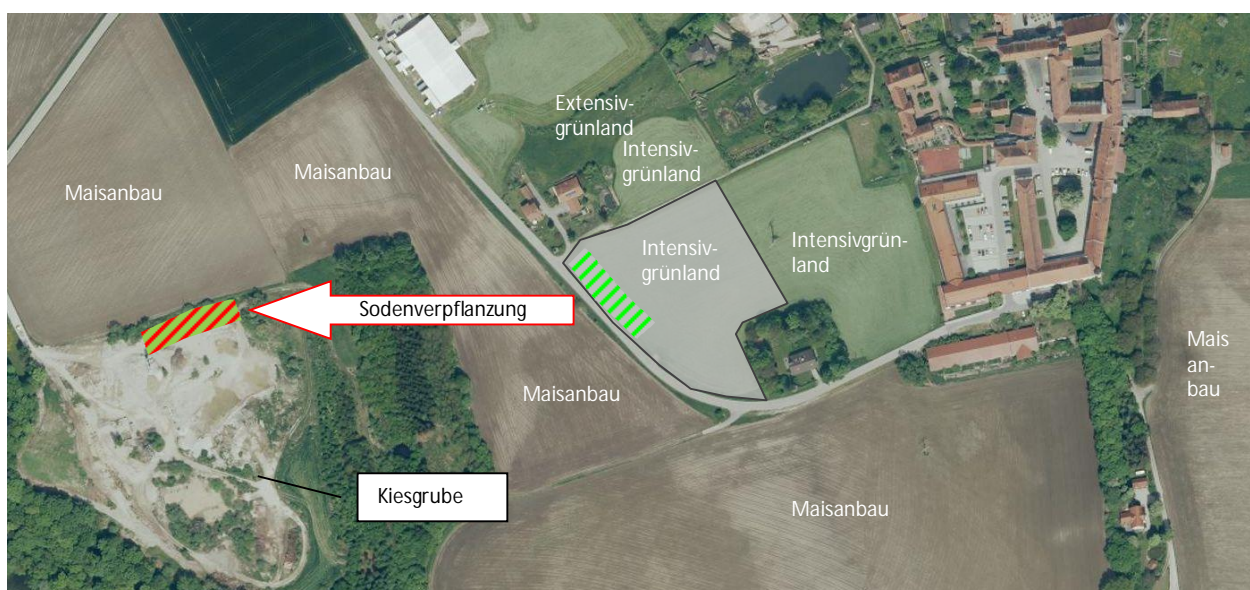 Extensiv-
grünland
Intensiv-
grünland
Maisanbau
Maisanbau
Intensiv-
grünland
Intensivgrün-
land
Sodenverpflanzung
Mais
an-
bau
Maisanbau
Kiesgrube
Maisanbau